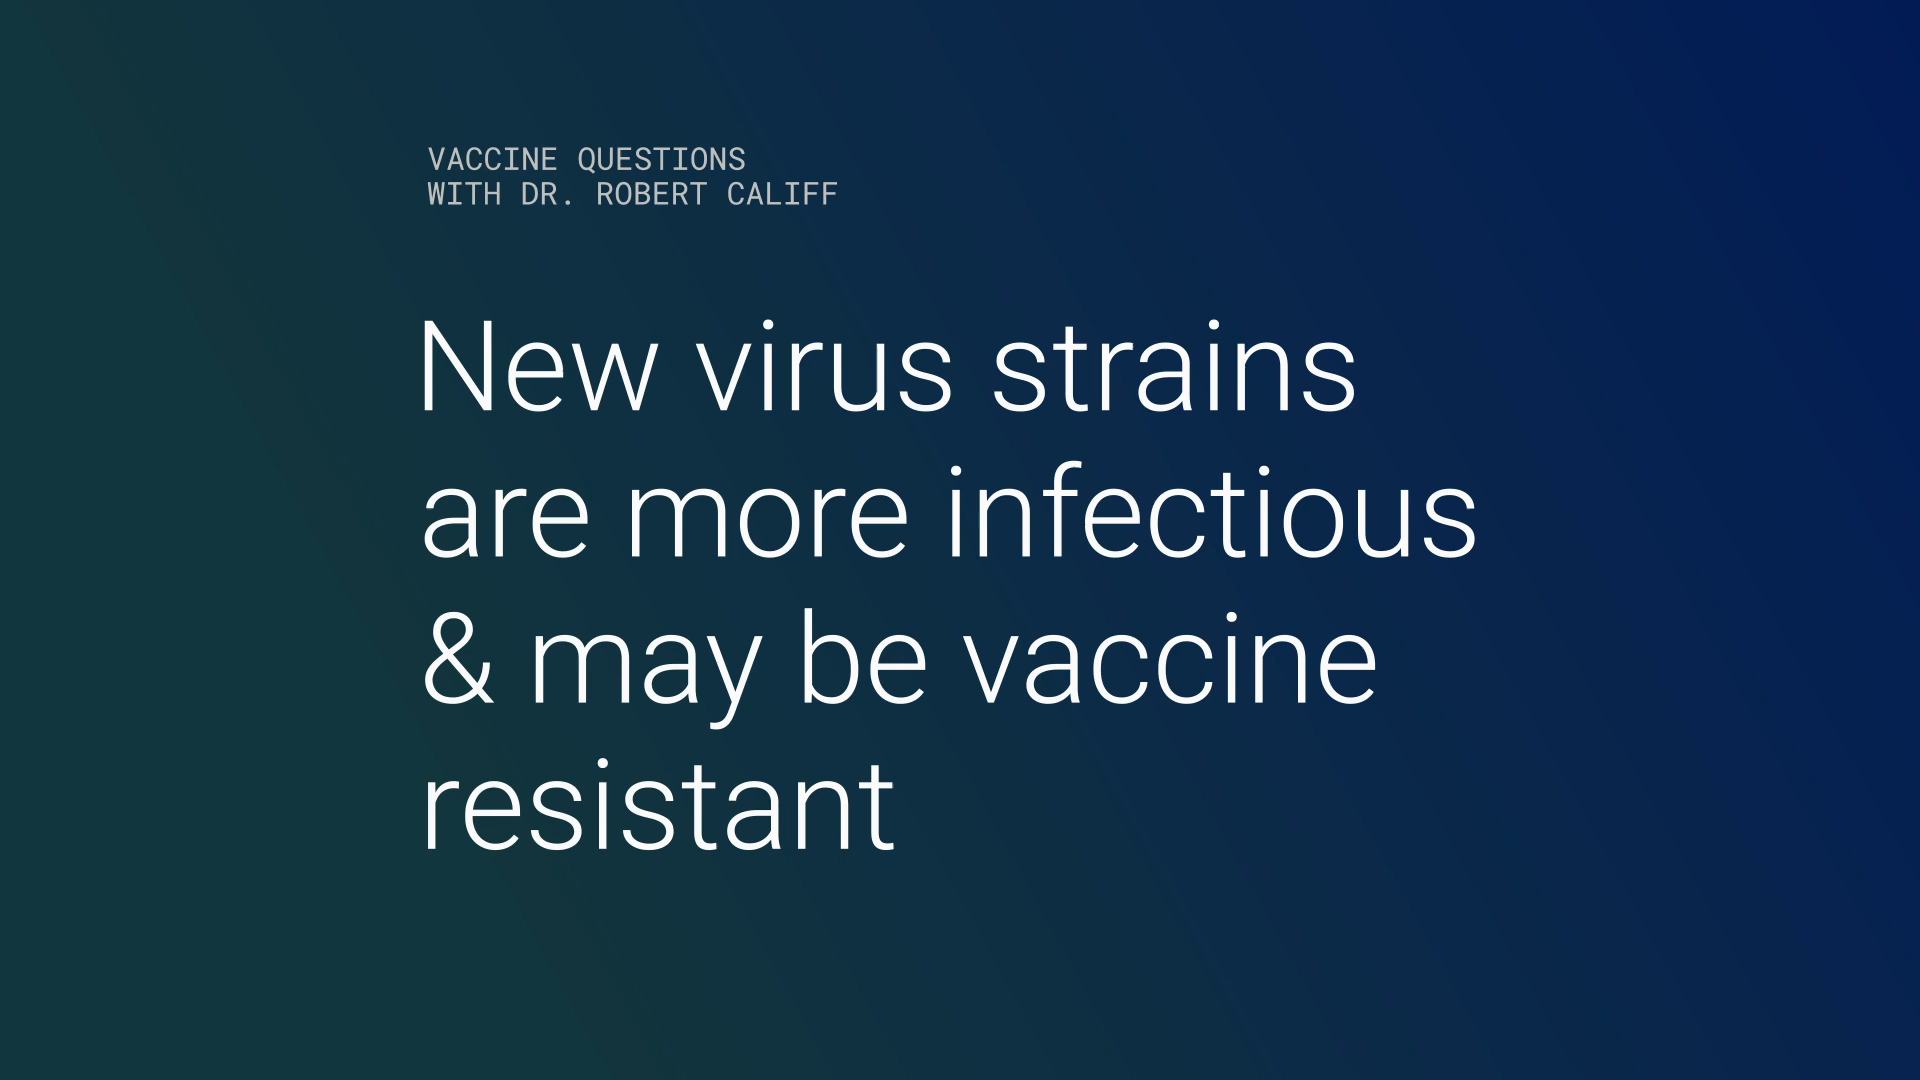 VACCINE QUESTIONS
WITH DR. ROBERT CALIFF
New virus strains
are more infectious
& may be vaccine
resistant